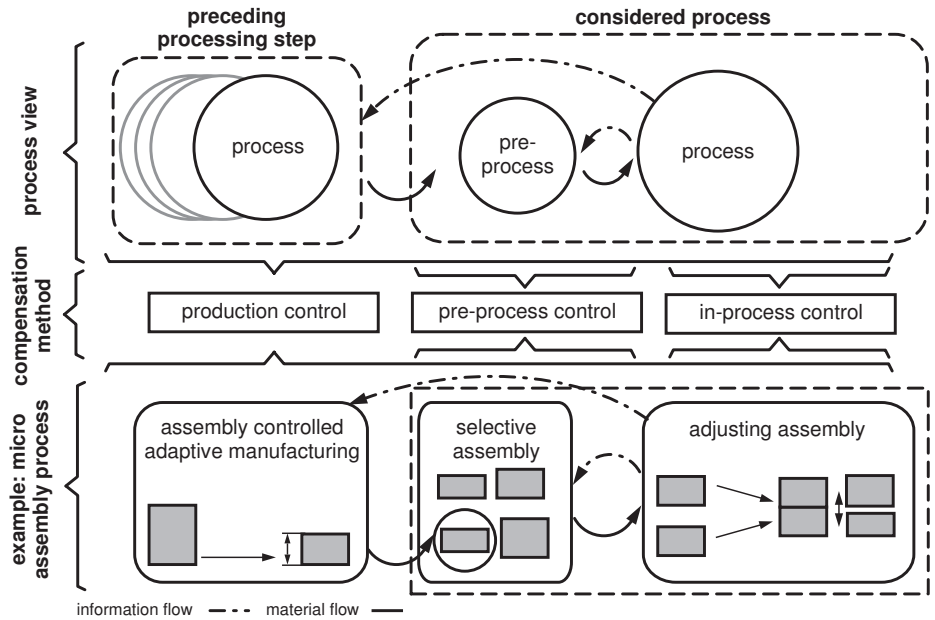 preceding
processing step
considered process
process view
process
pre-
process
process
compensation
method
production control
pre-process control
in-process control
example: micro
assembly process
assembly controlled
adaptive manufacturing
selective
assembly
adjusting assembly
information flow
material flow